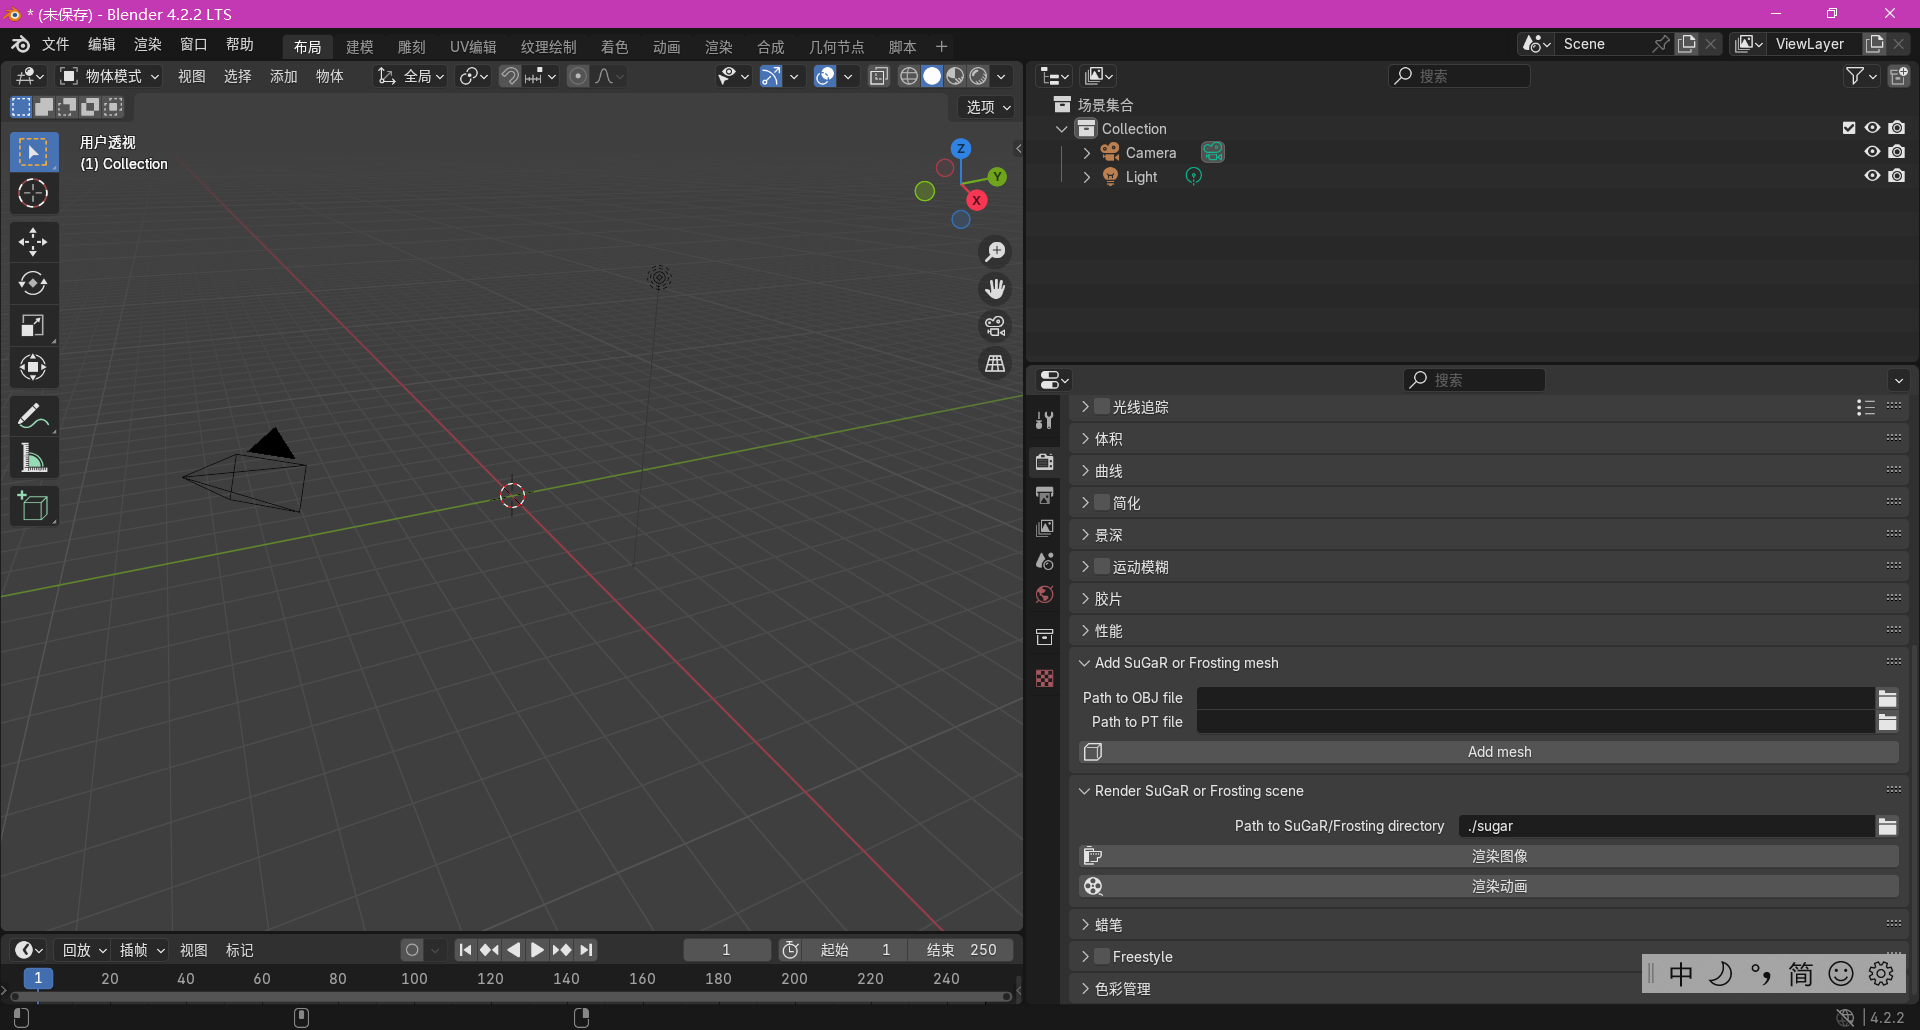 * (未保存) - Blender 4.2.2 LTS
文件 编辑 渲染 窗口 帮助 布局 建模 雕刻 UV编辑 纹理绘制 着色 动画 渲染 合成 几何节点 脚本 + Scene ViewLayer
物体模式 视图 选择 添加 物体 全局 搜索
选项
用户透视
(1) Collection
Z
Y
X
场景集合
Collection
Camera
Light
搜索
光线追踪
体积
曲线
简化
景深
运动模糊
胶片
性能
Add SuGaR or Frosting mesh
Path to OBJ file
Path to PT file
Add mesh
Render SuGaR or Frosting scene
Path to SuGaR/Frosting directory ./sugar
渲染图像
渲染动画
蜡笔
Freestyle
色彩管理
回放 插帧 视图 标记 1 起始 1 结束 250
1 20 40 60 80 100 120 140 160 180 200 220 240
中 °, 简
4.2.2